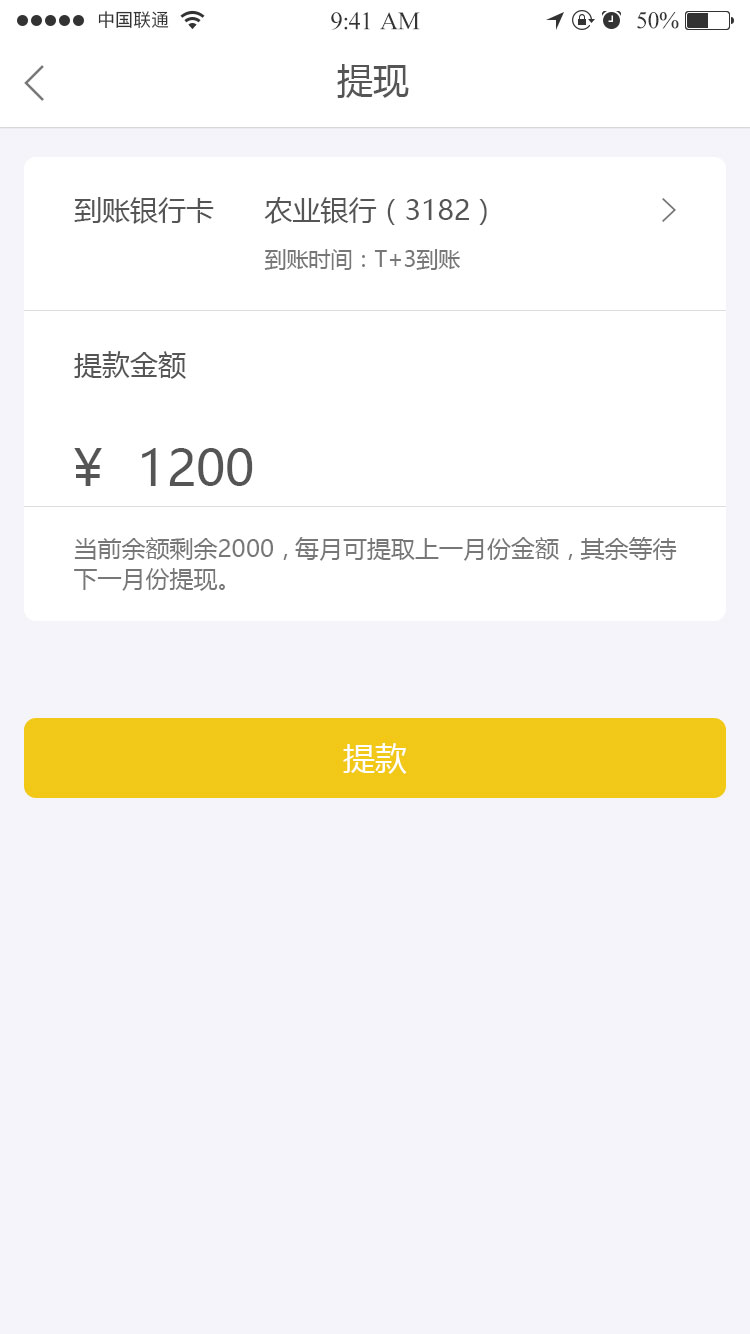 中国联通 9:41 AM 50%
提现
到账银行卡 农业银行（3182）
到账时间：T+3到账
提款金额
¥ 1200
当前余额剩余2000，每月可提取上一月份金额，其余等待
下一月份提现。
提款